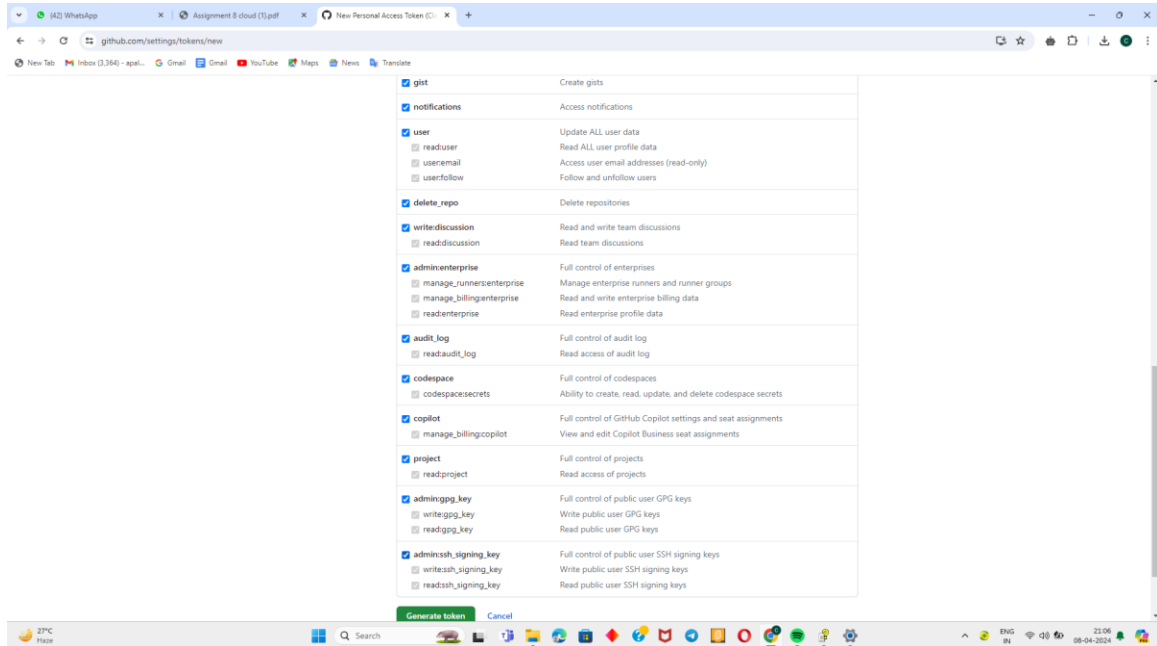 (42) WhatsApp
Assignment 8 cloud (1).pdf
New Personal Access Token (Cl
github.com/settings/tokens/new
New Tab
Inbox (3,364) - apal...
Gmail
YouTube
Maps
News
Translate
gist Create gists
notifications Access notifications
user Update ALL user data
read:user Read ALL user profile data
user:email Access user email addresses (read-only)
user:follow Follow and unfollow users
delete_repo Delete repositories
write:discussion Read and write team discussions
read:discussion Read team discussions
admin:enterprise Full control of enterprises
manage_runners:enterprise Manage enterprise runners and runner groups
manage_billing:enterprise Read and write enterprise billing data
read:enterprise Read enterprise profile data
audit_log Full control of audit log
read:audit_log Read access of audit log
codespace Full control of codespaces
codespace:secrets Ability to create, read, update, and delete codespace secrets
copilot Full control of GitHub Copilot settings and seat assignments
manage_billing:copilot View and edit Copilot Business seat assignments
project Full control of projects
read:project Read access of projects
admin:gpg_key Full control of public user GPG keys
write:gpg_key Write public user GPG keys
read:gpg_key Read public user GPG keys
admin:ssh_signing_key Full control of public user SSH signing keys
write:ssh_signing_key Write public user SSH signing keys
read:ssh_signing_key Read public user SSH signing keys
Generate token Cancel
27°C
Haze
Search
ENG
IN
21:06
08-04-2024